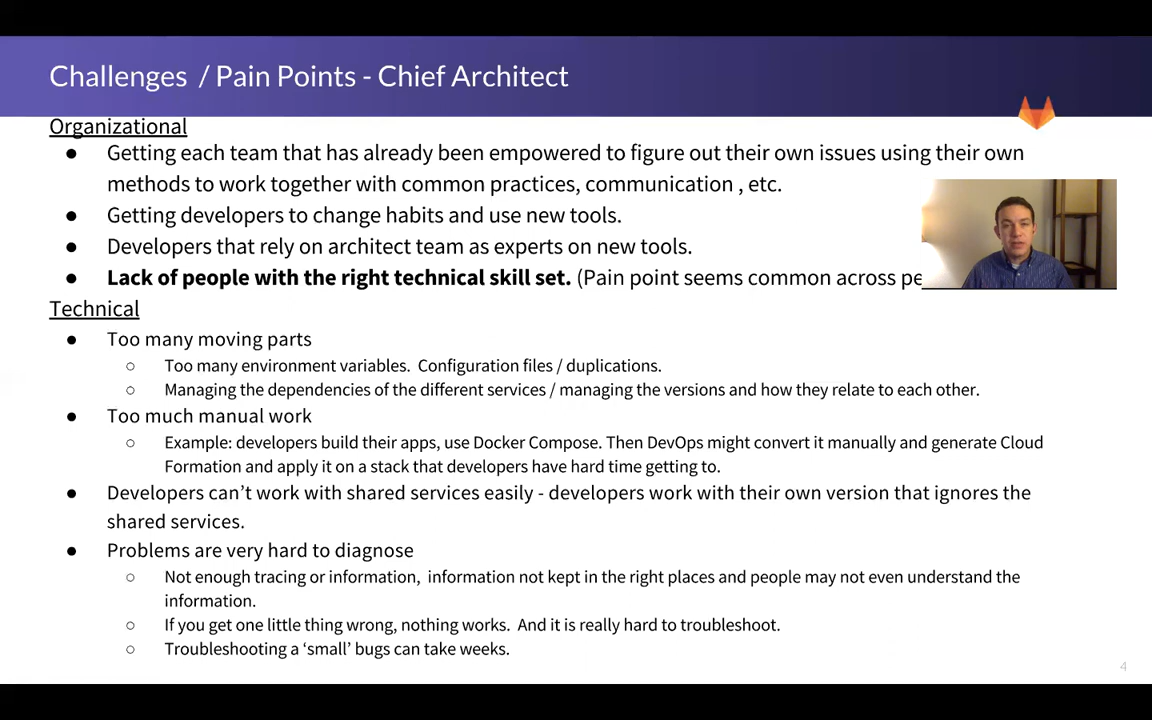 Challenges / Pain Points - Chief Architect
Organizational
● Getting each team that has already been empowered to figure out their own issues using their own
methods to work together with common practices, communication , etc.
● Getting developers to change habits and use new tools.
● Developers that rely on architect team as experts on new tools.
● Lack of people with the right technical skill set. (Pain point seems common across
Technical
● Too many moving parts
○ Too many environment variables. Configuration files / duplications.
○ Managing the dependencies of the different services / managing the versions and how they relate to each other.
● Too much manual work
○ Example: developers build their apps, use Docker Compose. Then DevOps might convert it manually and generate Cloud
Formation and apply it on a stack that developers have hard time getting to.
● Developers can’t work with shared services easily - developers work with their own version that ignores the
shared services.
● Problems are very hard to diagnose
○ Not enough tracing or information, information not kept in the right places and people may not even understand the
information.
○ If you get one little thing wrong, nothing works. And it is really hard to troubleshoot.
○ Troubleshooting a ‘small’ bugs can take weeks.
4